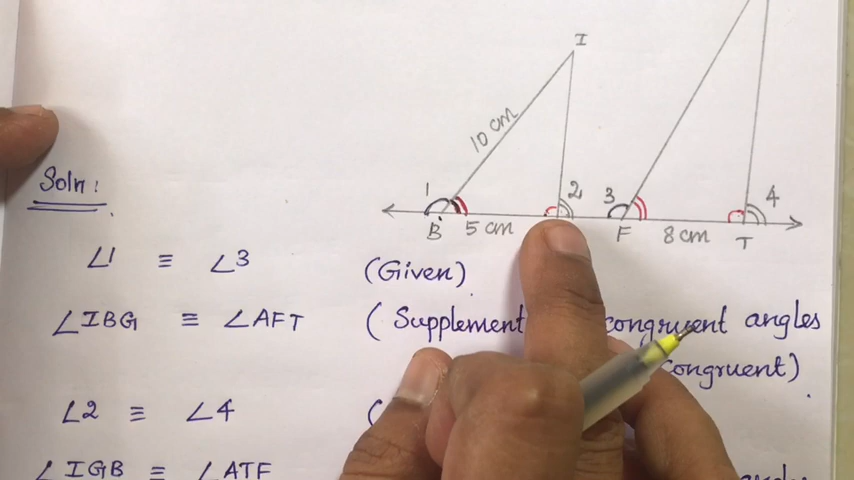 I
10 cm
1
2
3
4
B
5 cm
F
8 cm
T
Soln:
∠1 ≡ ∠3 (Given)
∠IBG ≡ ∠AFT (Supplement congruent angles
congruent)
∠2 ≡ ∠4 (
∠IGB ≡ ∠ATF